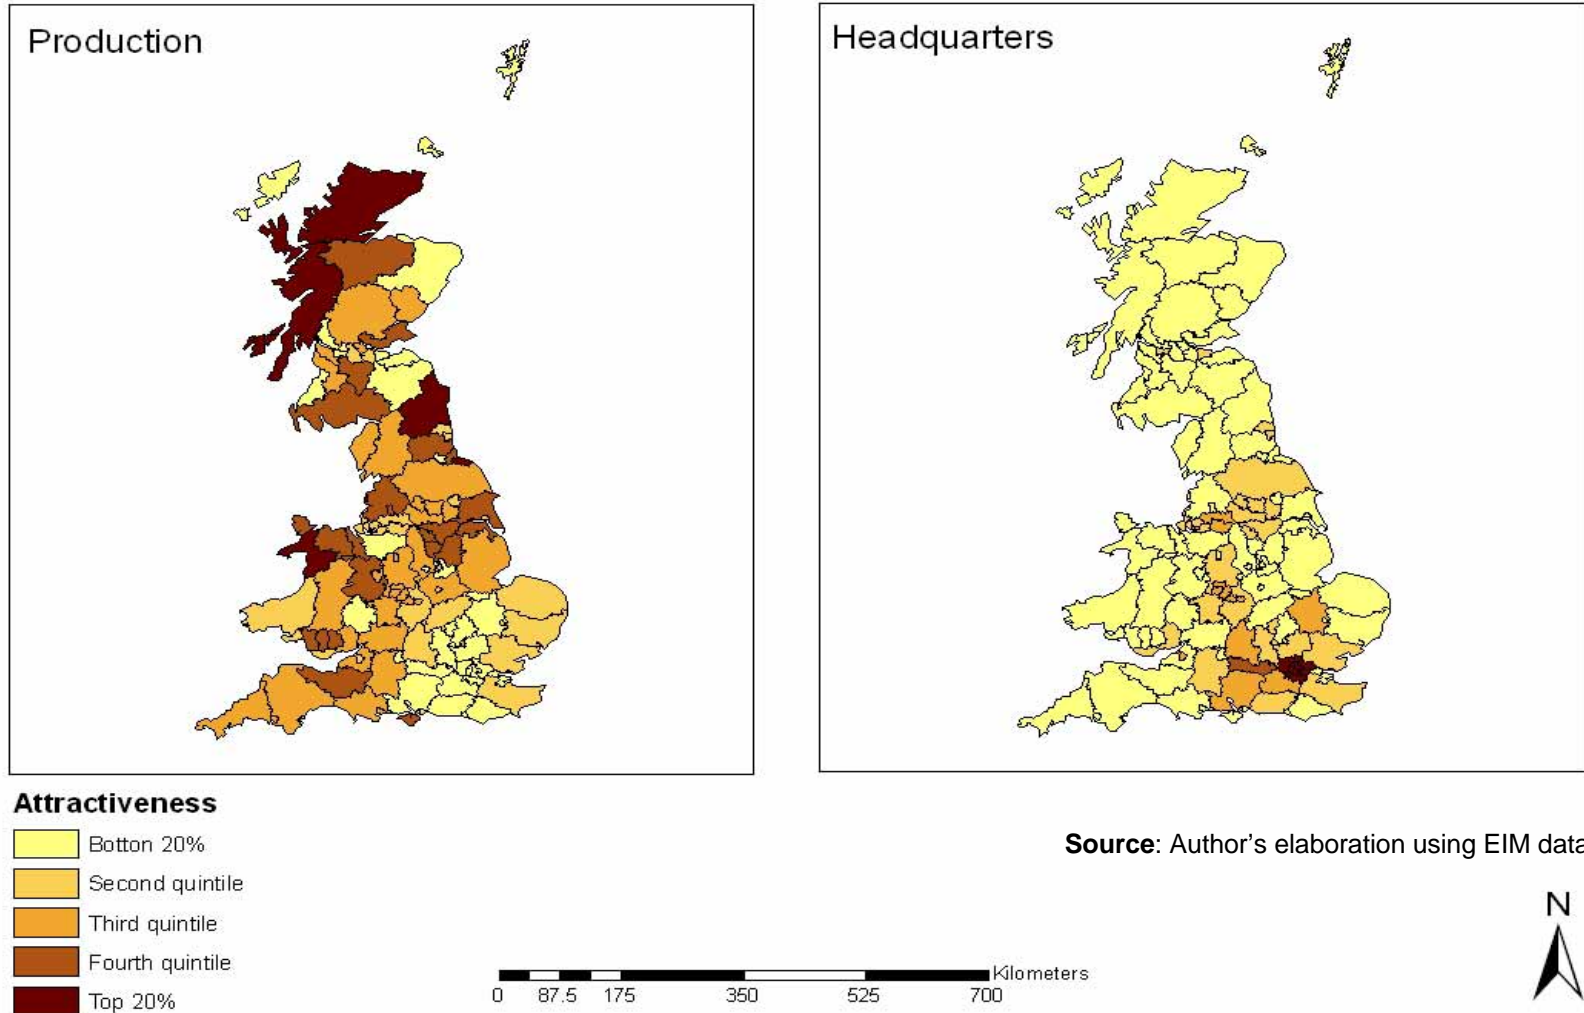 Production
Headquarters
Attractiveness
Botton 20%
Second quintile
Third quintile
Fourth quintile
Top 20%
Source: Author's elaboration using EIM data
N
Kilometers
0 87.5 175 350 525 700